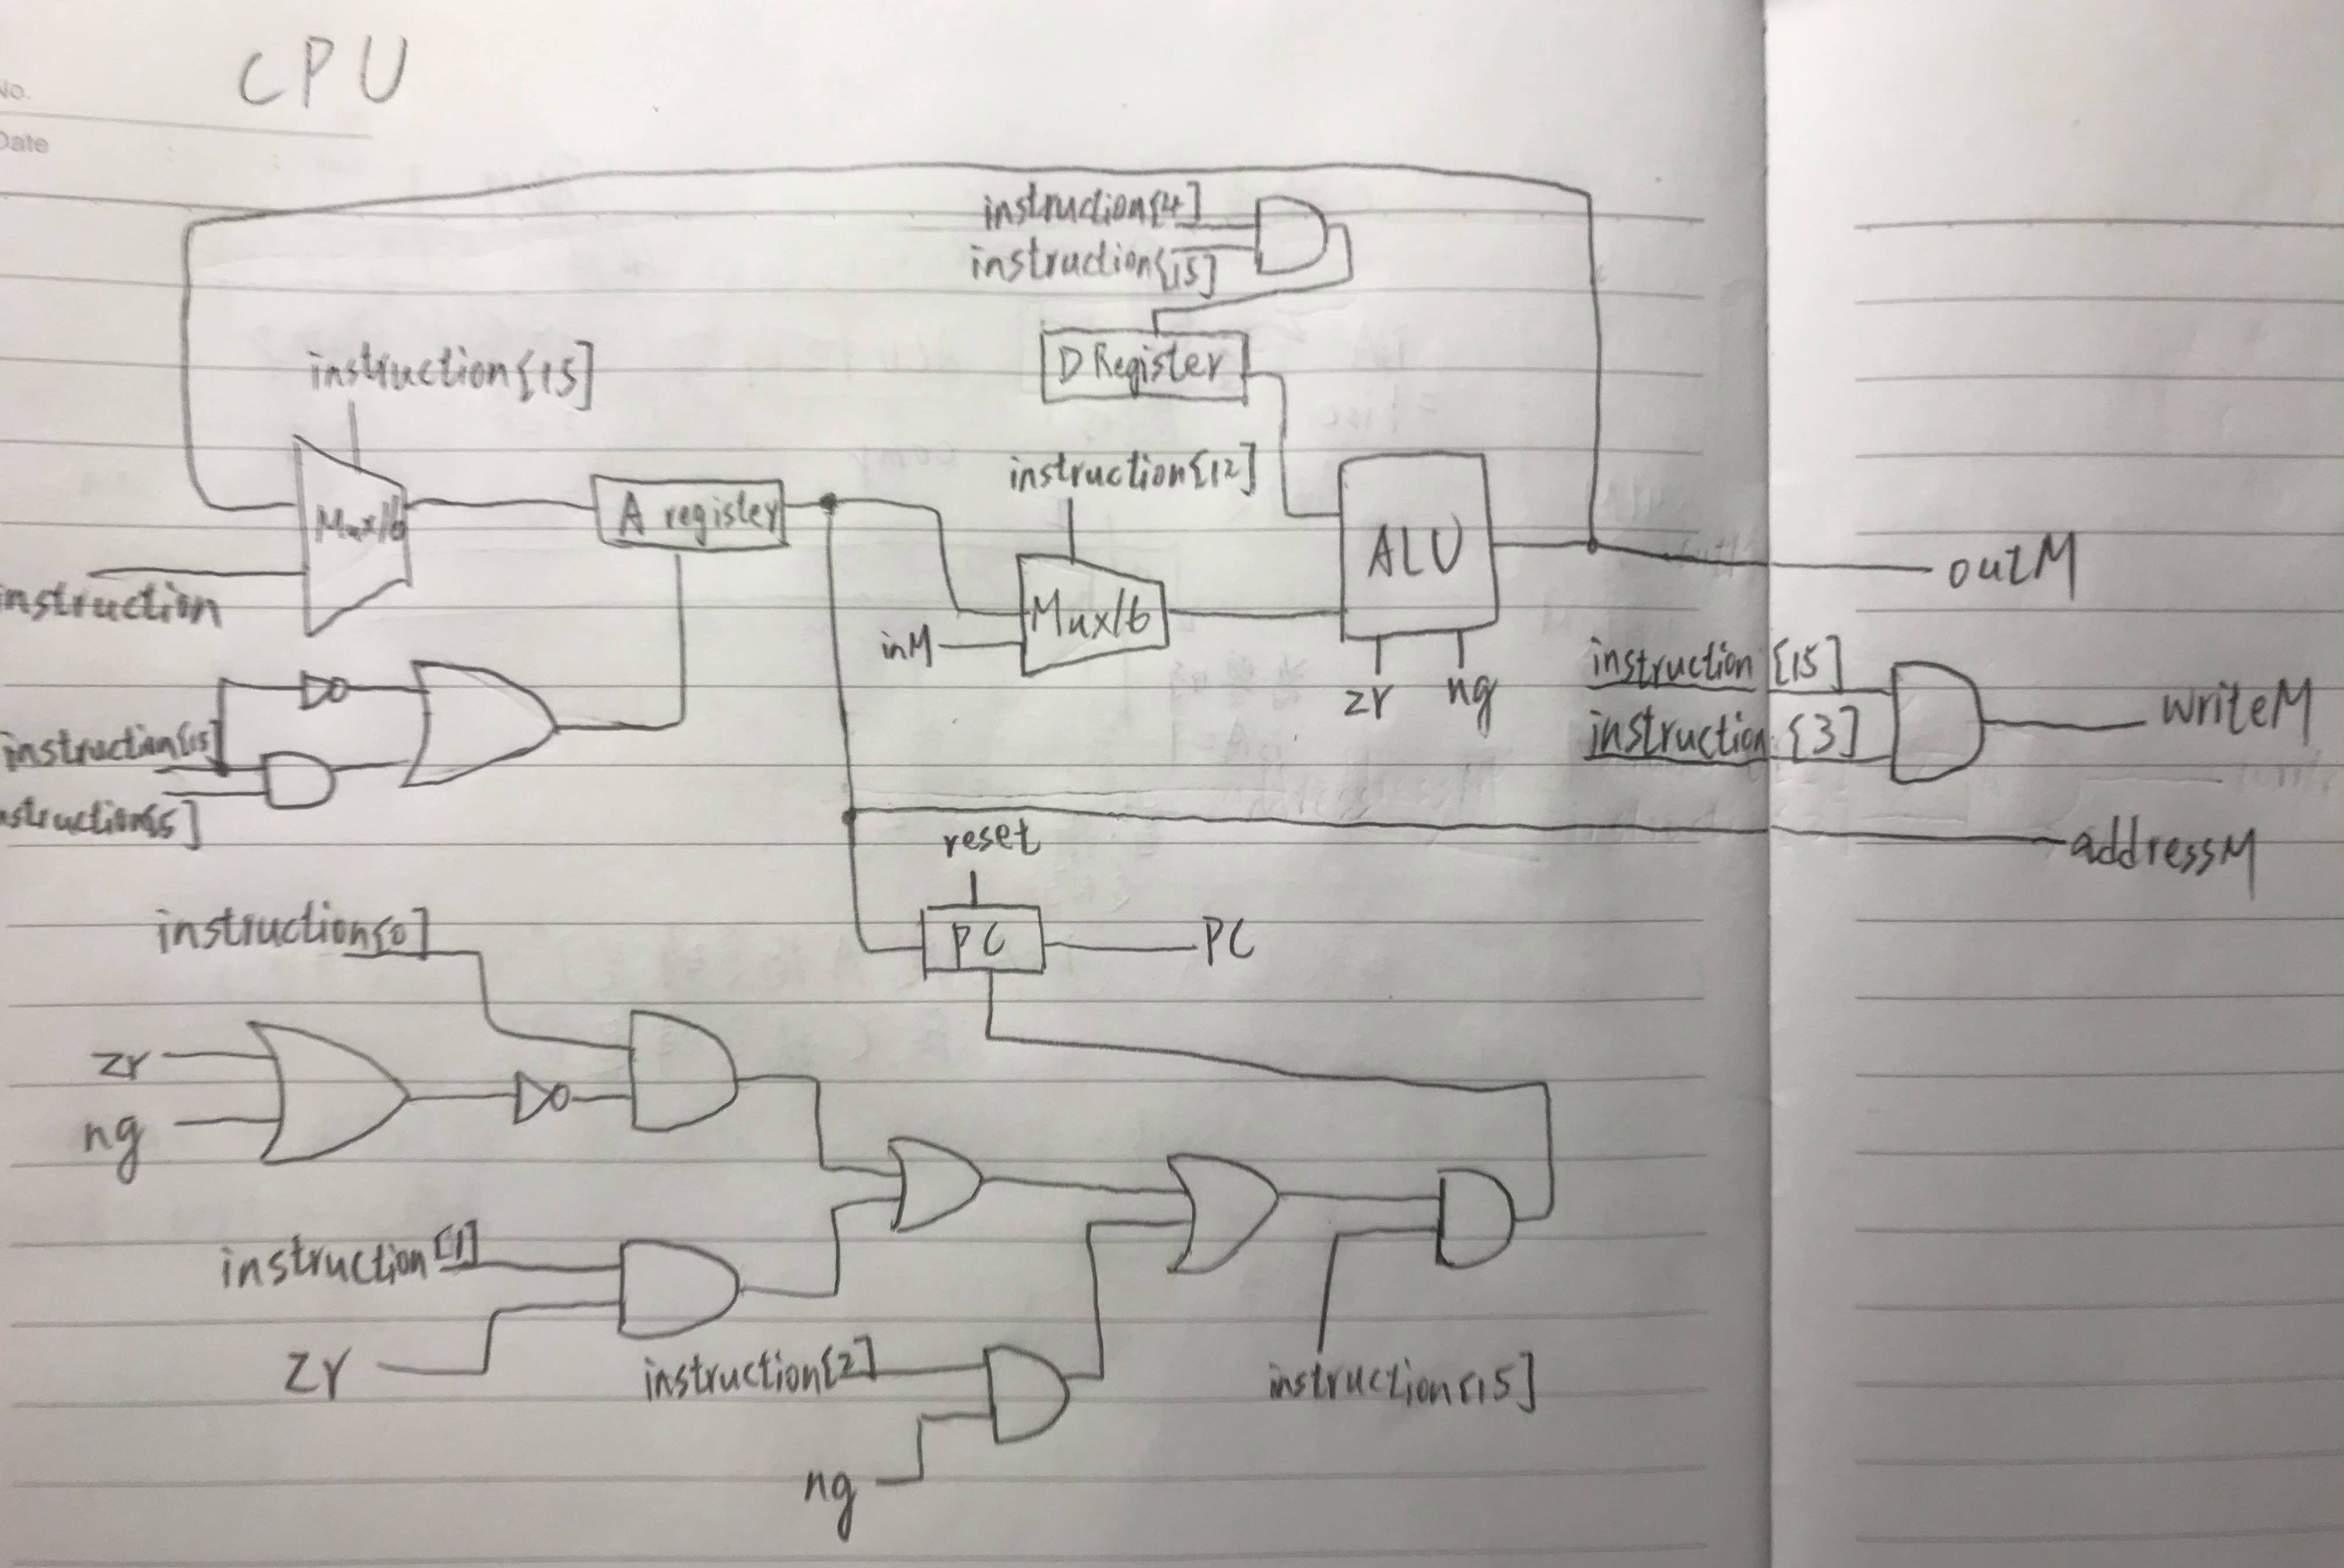 No.
CPU
Date
instruction[4]
instruction[15]
D Register
instruction[15]
instruction[12]
Mux16
A register
ALU
outM
instruction
Mux16
inM
zr
ng
instruction [15]
instruction [3]
writeM
instruction[15]
nstruction[5]
reset
addressM
instruction[0]
PC
PC
zr
ng
instruction[1]
zr
instruction[2]
instruction[15]
ng